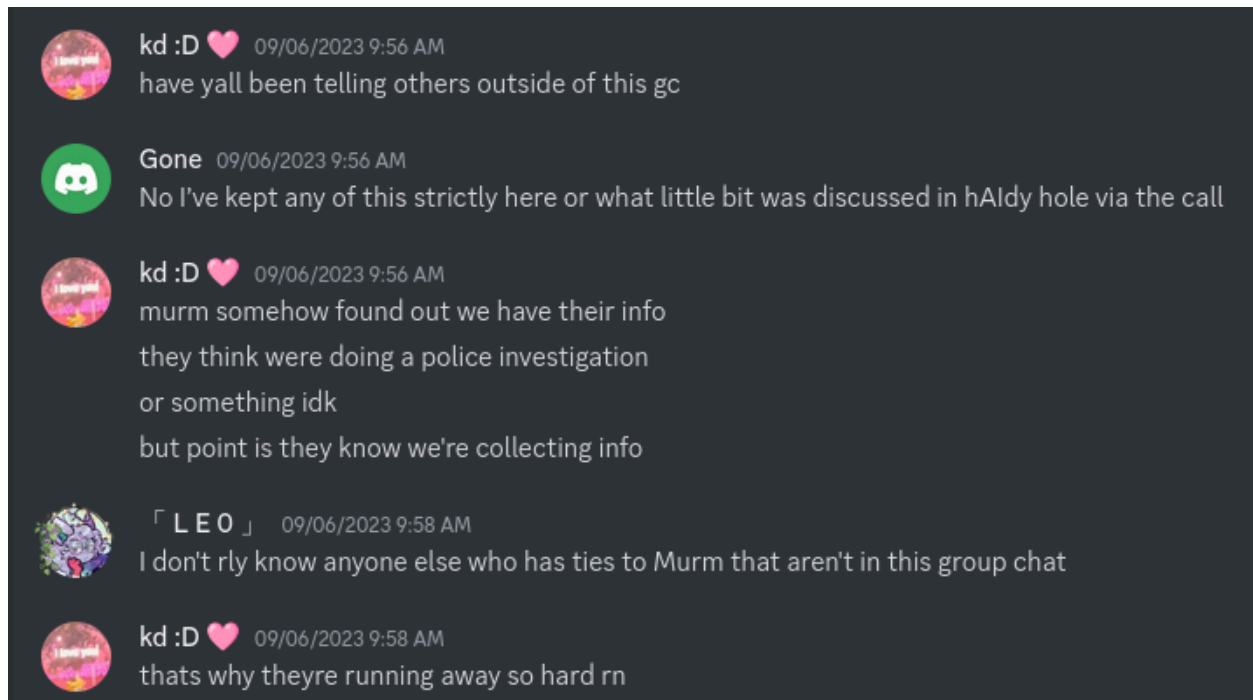 kd :D 🩷 09/06/2023 9:56 AM
have yall been telling others outside of this gc
Gone 09/06/2023 9:56 AM
No I've kept any of this strictly here or what little bit was discussed in hAIdy hole via the call
kd :D 🩷 09/06/2023 9:56 AM
murm somehow found out we have their info
they think were doing a police investigation
or something idk
but point is they know we're collecting info
「 L E O 」 09/06/2023 9:58 AM
I don't rly know anyone else who has ties to Murm that aren't in this group chat
kd :D 🩷 09/06/2023 9:58 AM
thats why theyre running away so hard rn